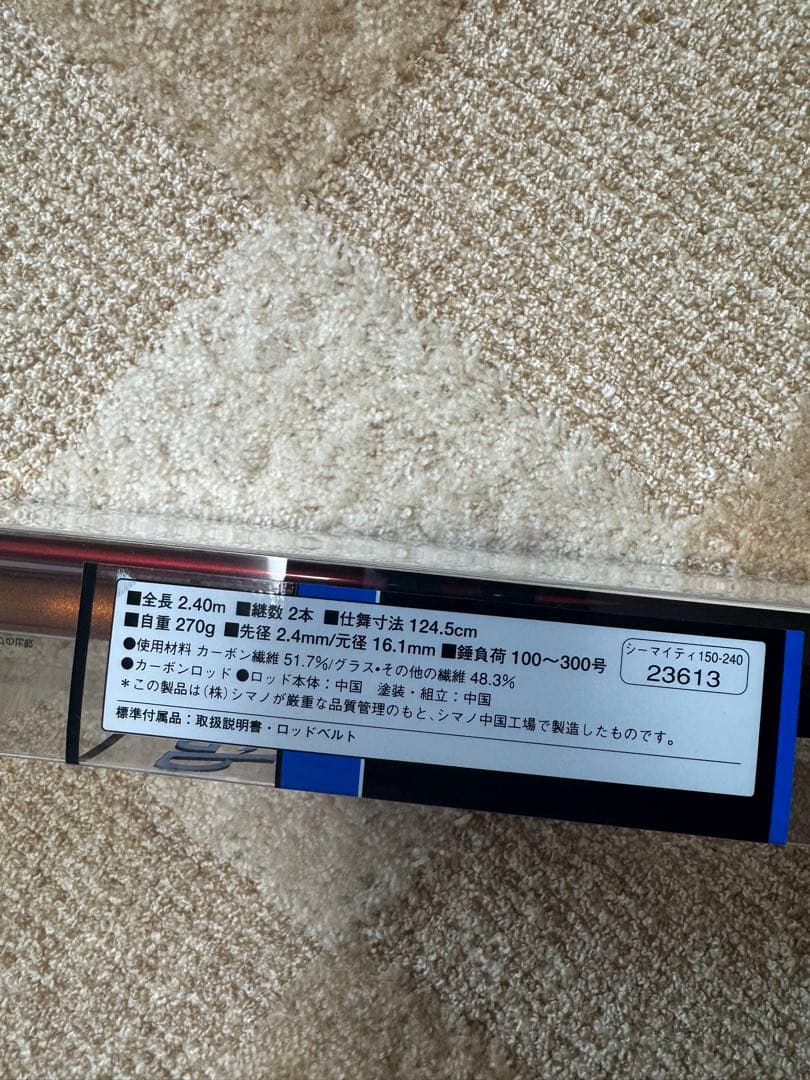 ■全長 2.40m ■継数 2本 ■仕舞寸法 124.5cm
■自重 270g ■先径 2.4mm/元径 16.1mm ■錘負荷 100〜300号
●使用材料 カーボン繊維 51.7%/グラス・その他の繊維 48.3%
●カーボンロッド ●ロッド本体：中国 塗装・組立：中国
＊この製品は(株)シマノが厳重な品質管理のもと、シマノ中国工場で製造したものです。
標準付属品：取扱説明書・ロッドベルト
シーマイティ150-240
23613